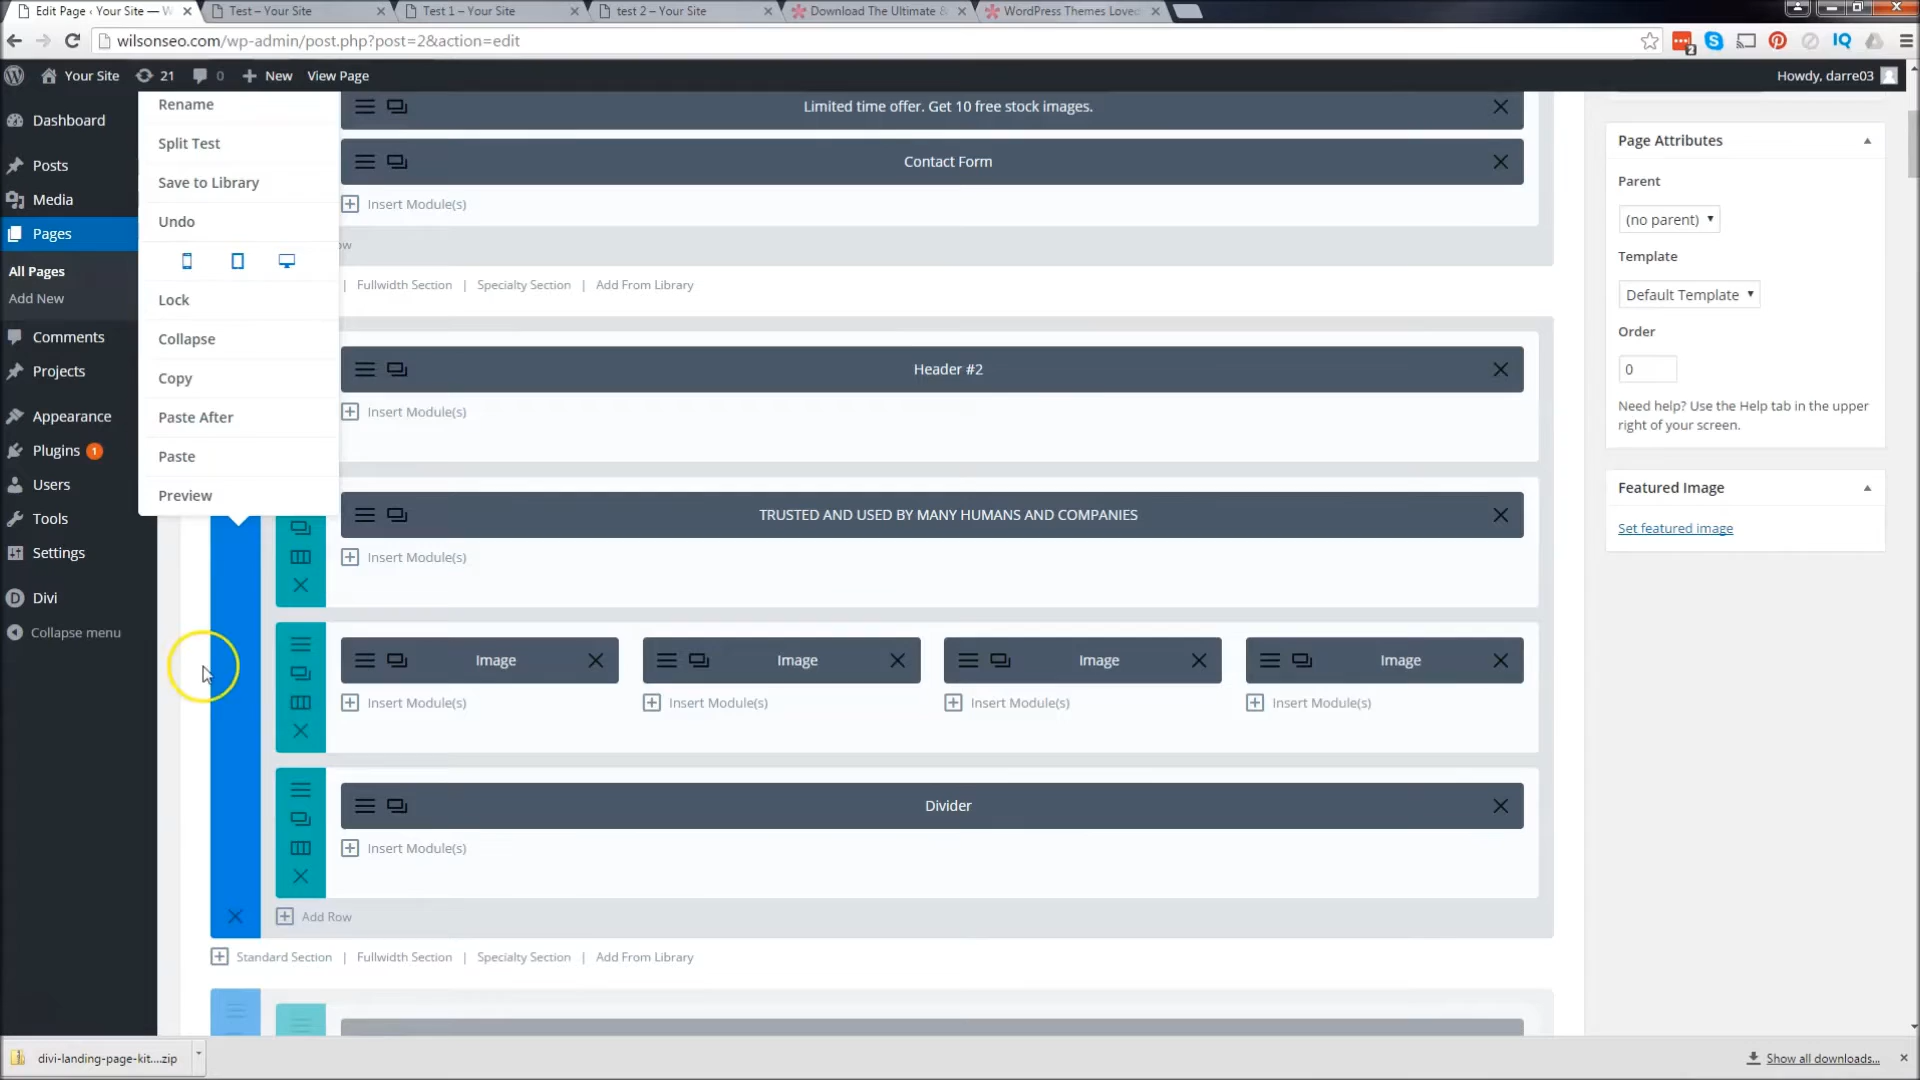 Edit Page ‹ Your Site — W
Test – Your Site
Test 1 – Your Site
test 2 – Your Site
Download The Ultimate &
WordPress Themes Loved
wilsonseo.com/wp-admin/post.php?post=2&action=edit
2
IQ
Your Site
21
0
New
View Page
Howdy, darre03
Dashboard
Posts
Media
Pages
All Pages
Add New
Comments
Projects
Appearance
Plugins 1
Users
Tools
Settings
Divi
Collapse menu
Rename
Split Test
Save to Library
Undo
Lock
Collapse
Copy
Paste After
Paste
Preview
Limited time offer. Get 10 free stock images.
Contact Form
Insert Module(s)
ow
| Fullwidth Section | Specialty Section | Add From Library
Header #2
Insert Module(s)
TRUSTED AND USED BY MANY HUMANS AND COMPANIES
Insert Module(s)
Image Image Image Image
Insert Module(s) Insert Module(s) Insert Module(s) Insert Module(s)
Divider
Insert Module(s)
Add Row
Standard Section | Fullwidth Section | Specialty Section | Add From Library
Page Attributes
Parent
(no parent)
Template
Default Template
Order
0
Need help? Use the Help tab in the upper
right of your screen.
Featured Image
Set featured image
divi-landing-page-kit....zip
Show all downloads...